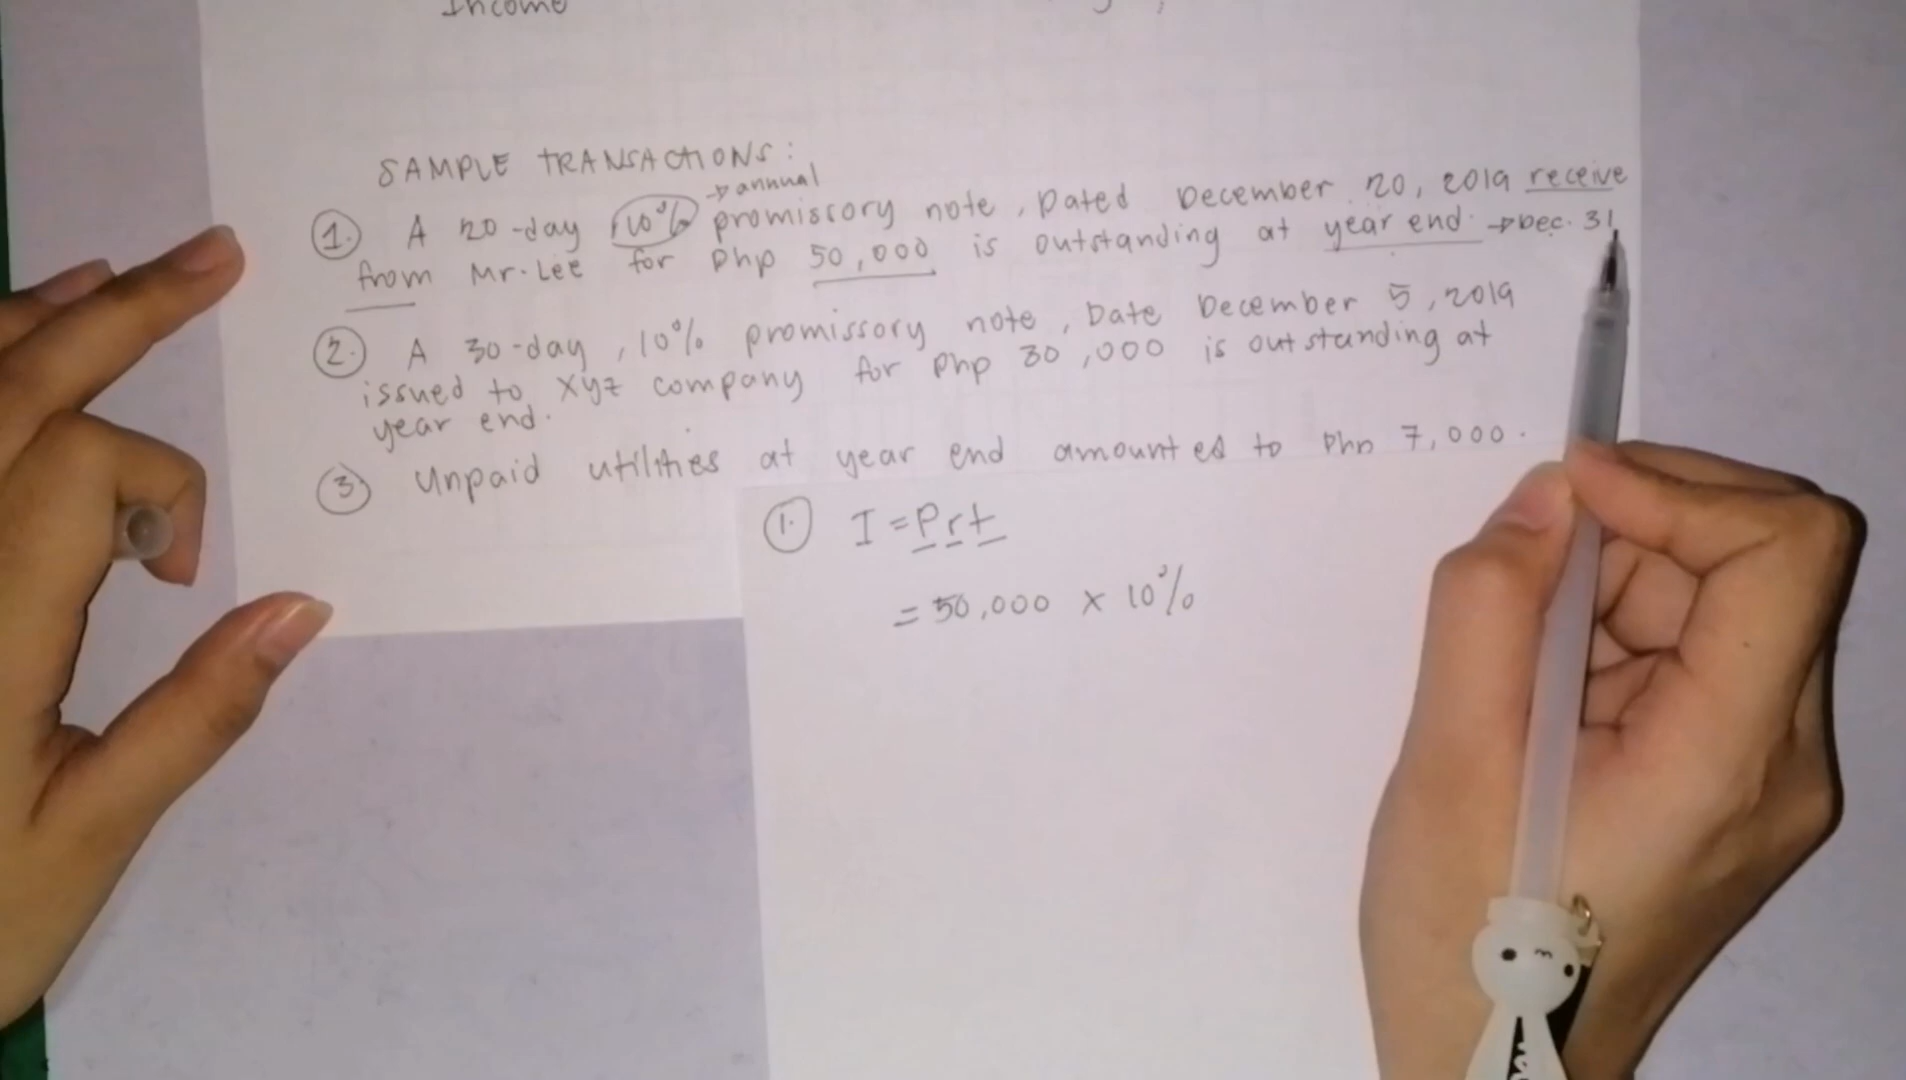 Income
SAMPLE TRANSACTIONS:
→ annual
1. A 20-day, 10% promissory note, Dated December 20, 2019 receive
from Mr. Lee for Php 50,000 is outstanding at year end. → Dec. 31
2. A 30-day, 10% promissory note, Date December 5, 2019
issued to XYZ company for Php 30,000 is outstanding at
year end.
3. Unpaid utilities at year end amounted to Php 7,000.
1. I = Prt
= 50,000 x 10%